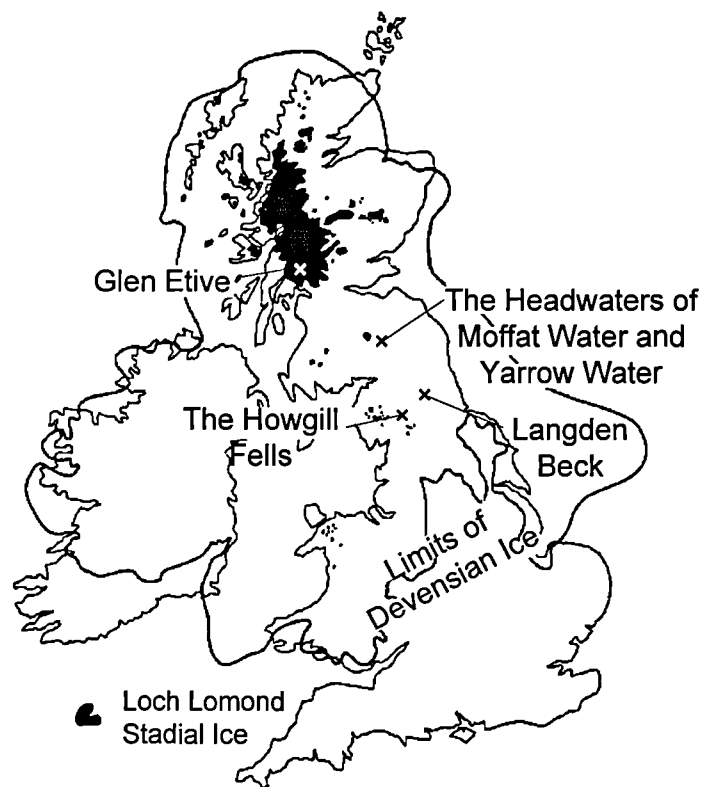 Glen Etive
The Headwaters of
Moffat Water and
Yarrow Water
The Howgill
Fells
Langden
Beck
Limits of
Devensian Ice
Loch Lomond
Stadial Ice